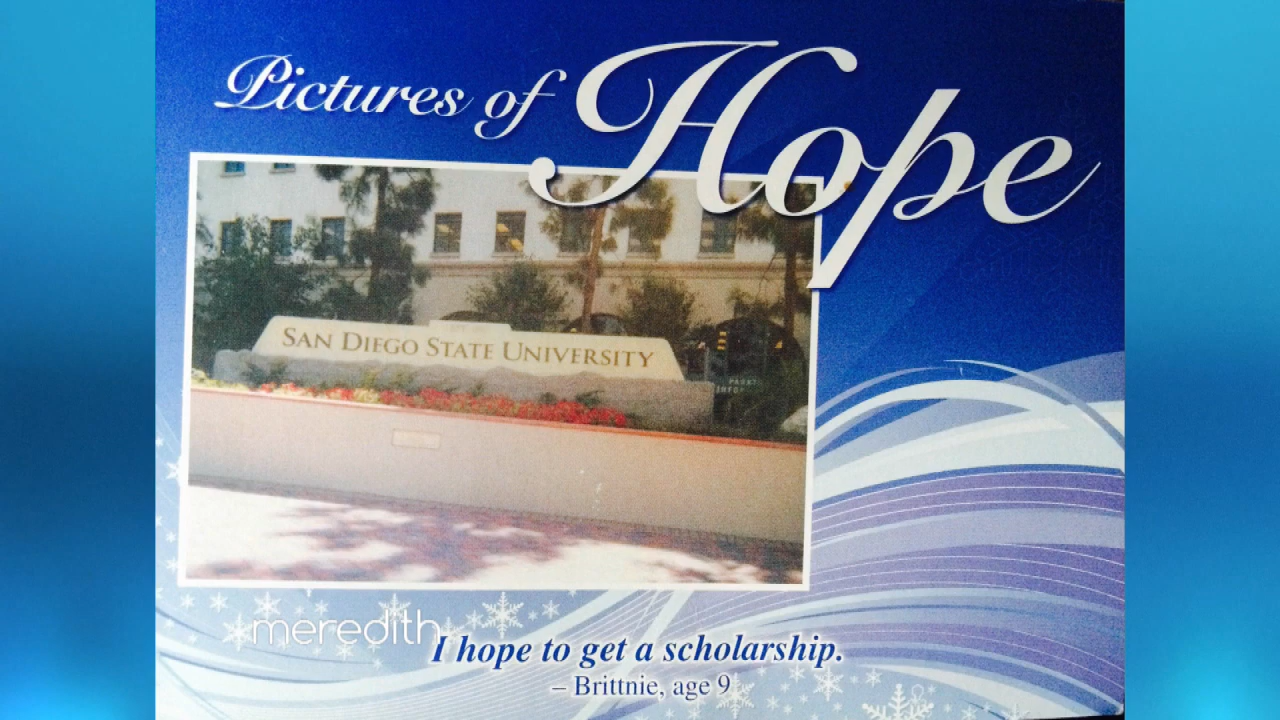 Pictures of Hope
SAN DIEGO STATE UNIVERSITY
meredith
I hope to get a scholarship.
– Brittnie, age 9